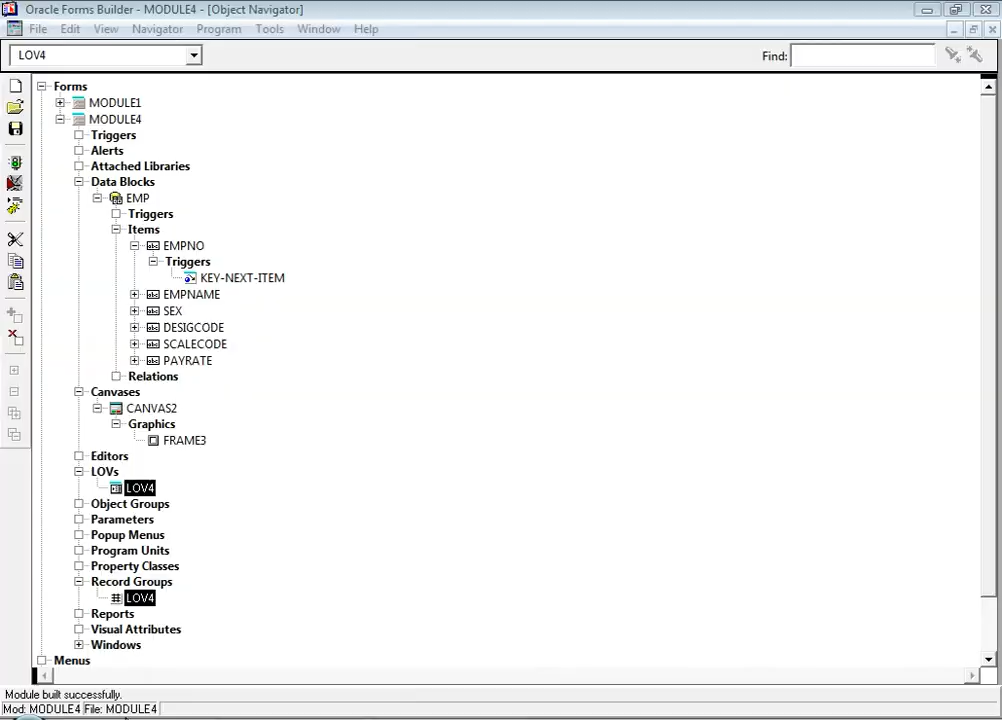 Oracle Forms Builder - MODULE4 - [Object Navigator]
File Edit View Navigator Program Tools Window Help
LOV4 Find:
Forms
MODULE1
MODULE4
Triggers
Alerts
Attached Libraries
Data Blocks
EMP
Triggers
Items
EMPNO
Triggers
KEY-NEXT-ITEM
EMPNAME
SEX
DESIGCODE
SCALECODE
PAYRATE
Relations
Canvases
CANVAS2
Graphics
FRAME3
Editors
LOVs
LOV4
Object Groups
Parameters
Popup Menus
Program Units
Property Classes
Record Groups
LOV4
Reports
Visual Attributes
Windows
Menus
Module built successfully.
Mod: MODULE4 File: MODULE4